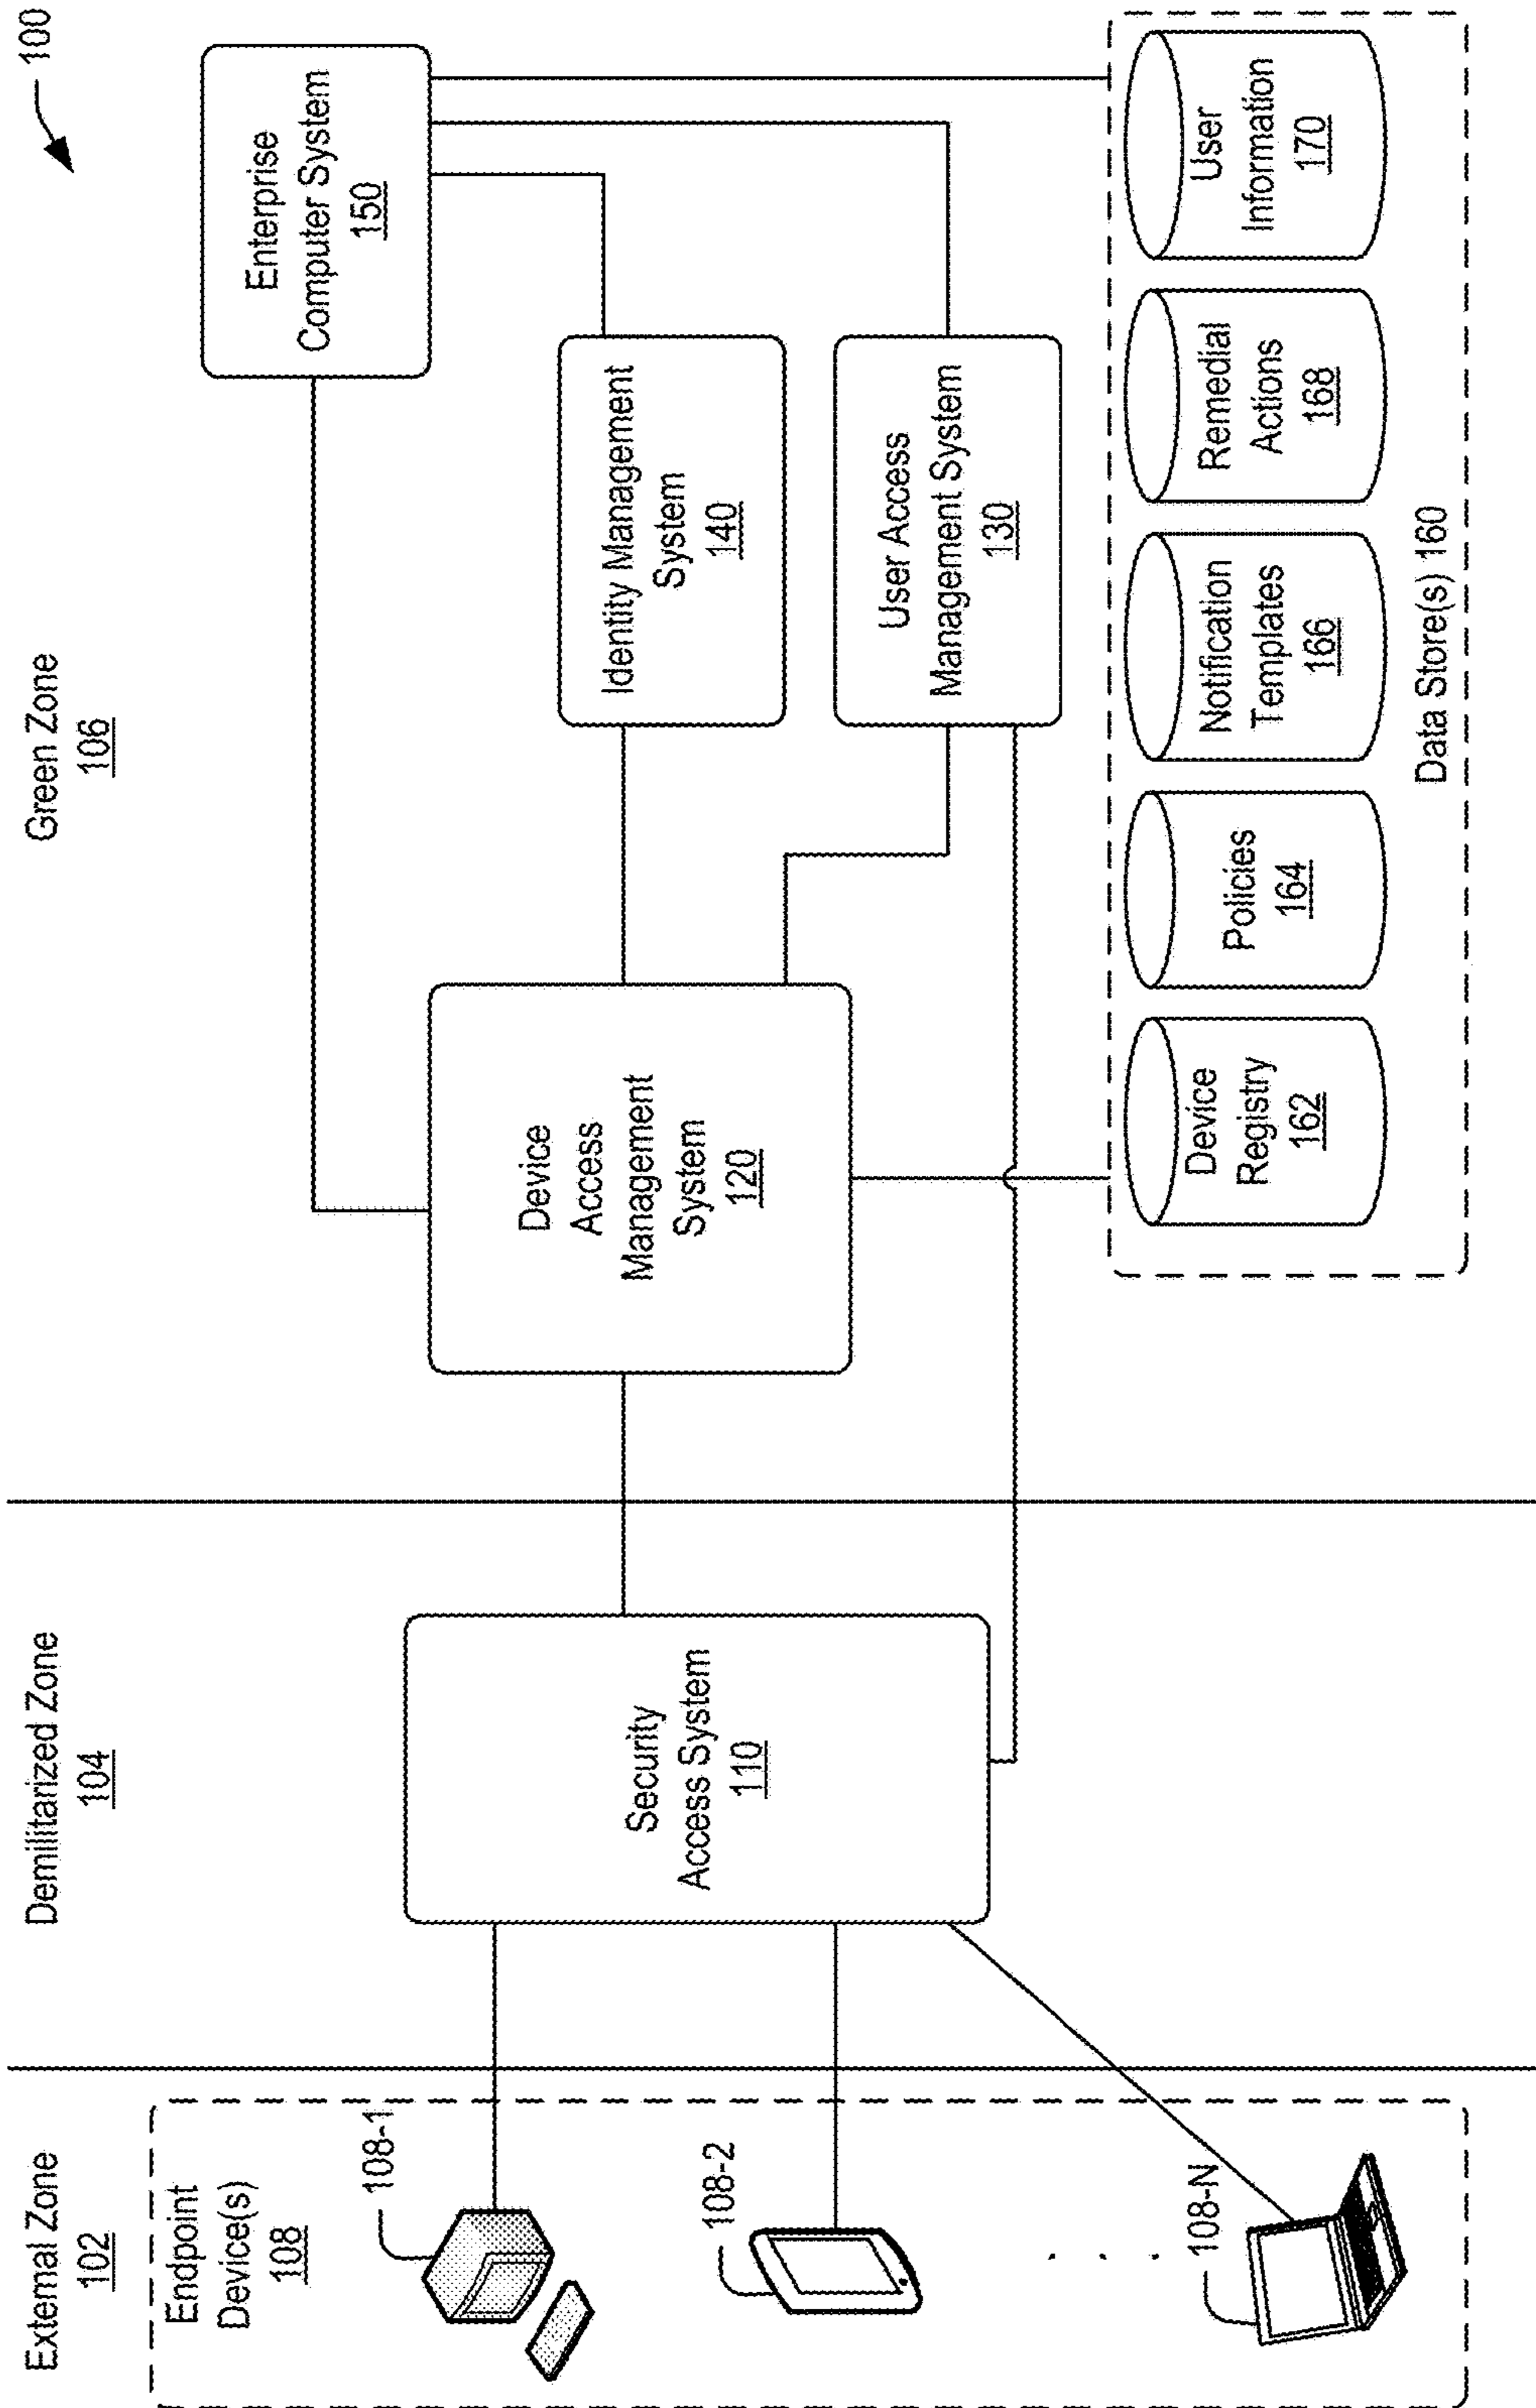 100
External Zone
102
Demilitarized Zone
104
Green Zone
106
Endpoint
Device(s)
108
108-1
108-2
108-N
Security
Access System
110
Device
Access
Management
System
120
Identity Management
System
140
User Access
Management System
130
Enterprise
Computer System
150
Device
Registry
162
Policies
164
Notification
Templates
166
Remedial
Actions
168
User
Information
170
Data Store(s) 160